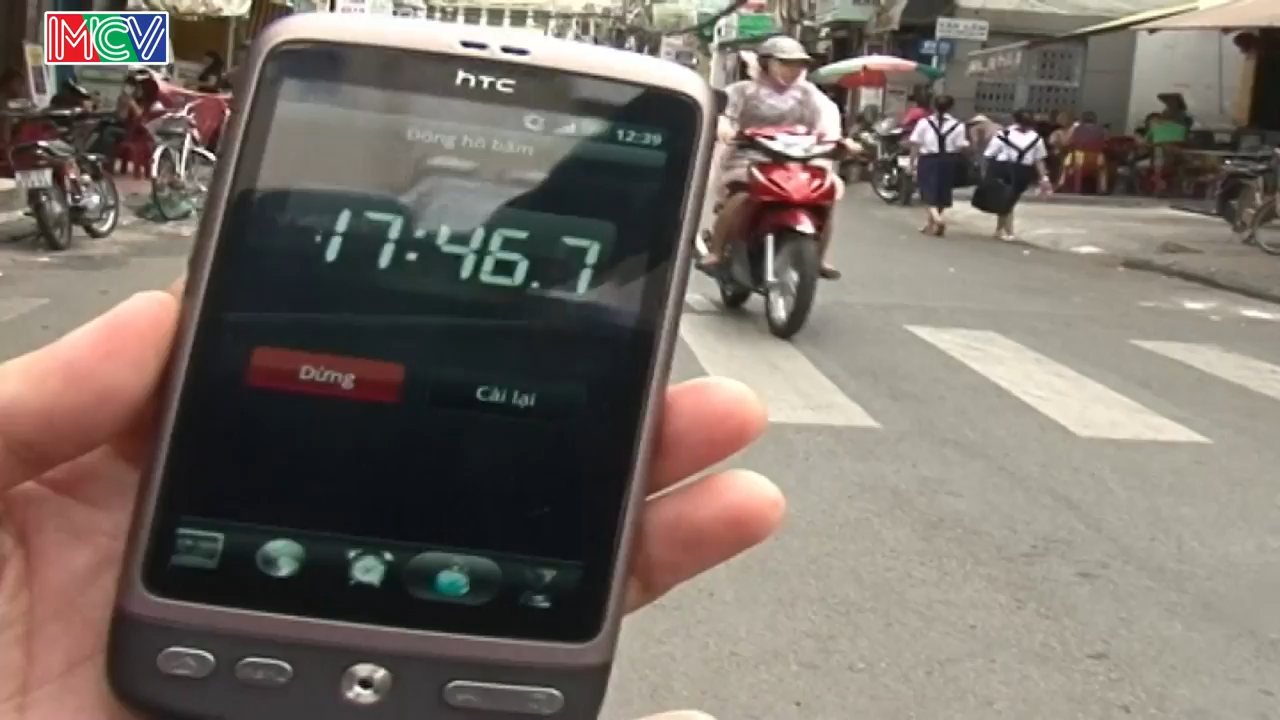 MCV
hTC
12:39
Đồng hồ bấm
17:46.7
Dừng
Cài lại